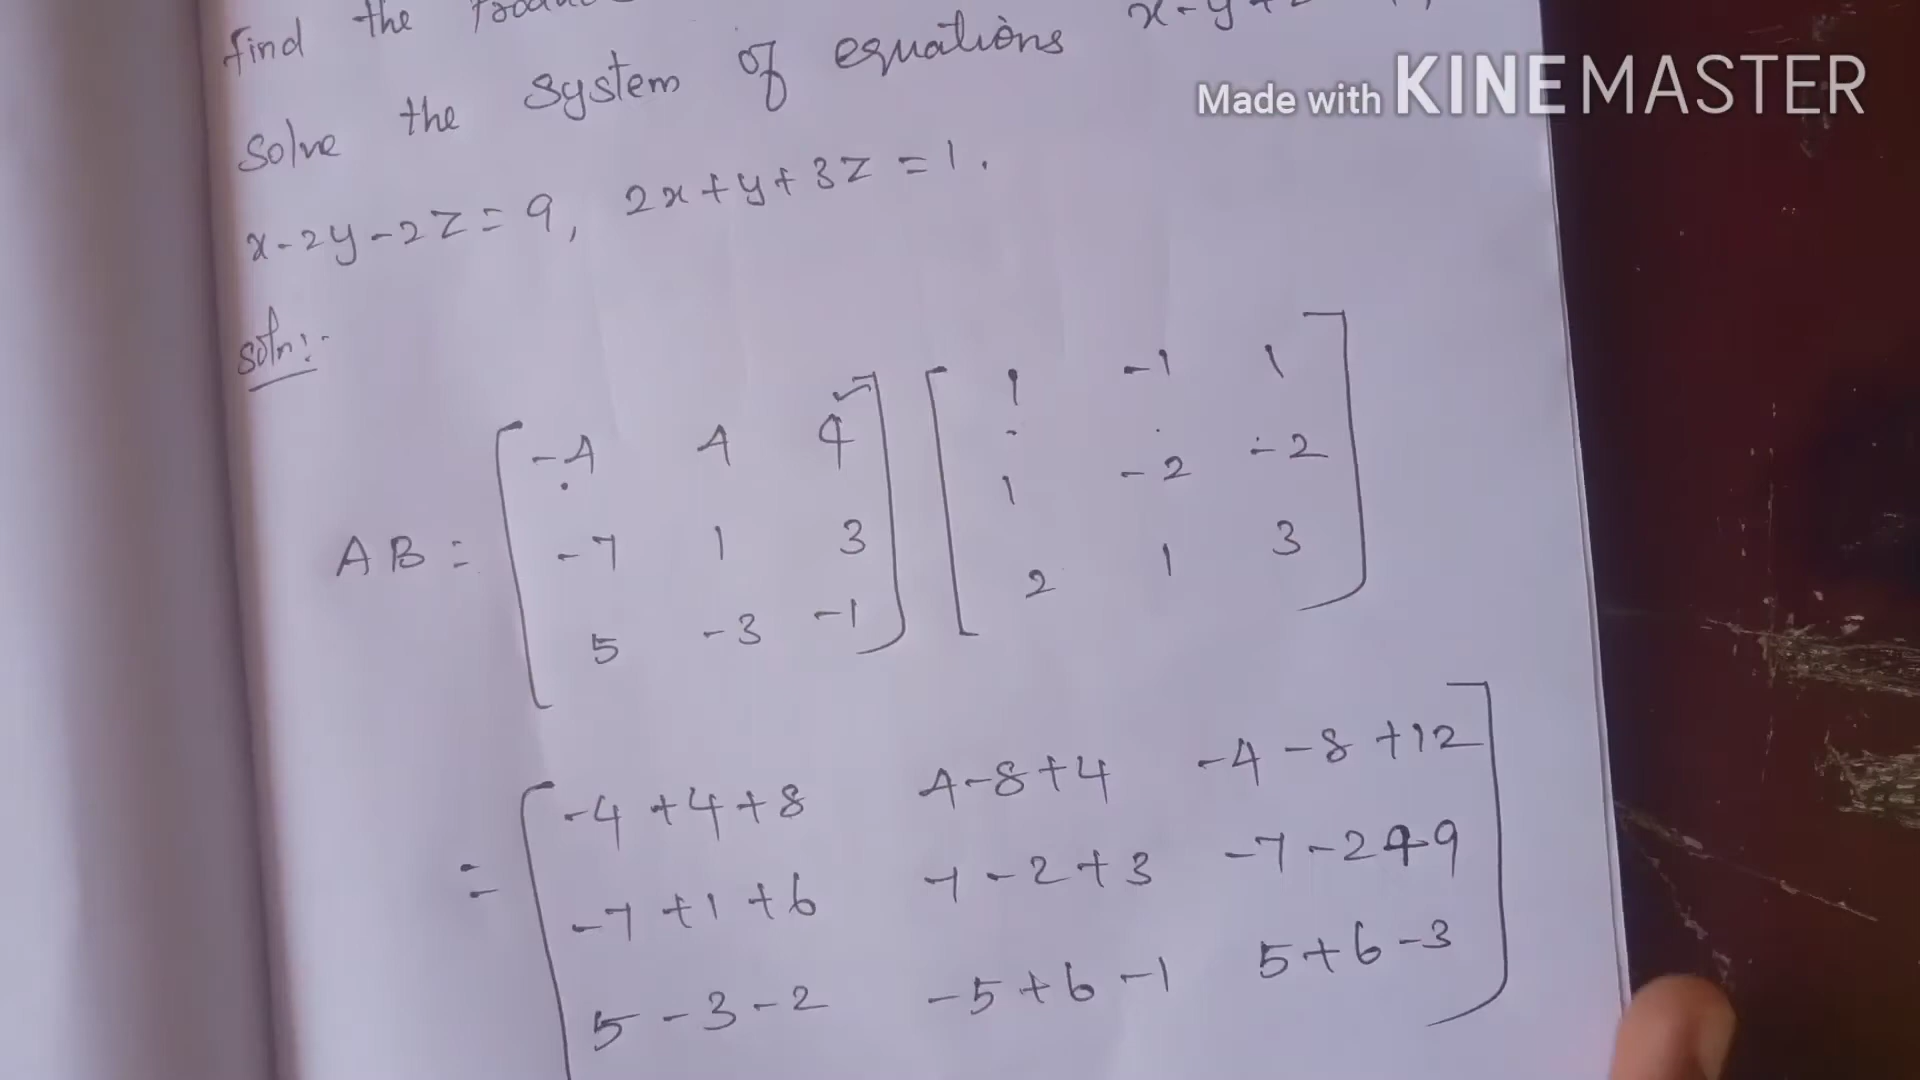 find the
solve the system of equations x-y+
x-2y-2z=9, 2x+y+3z=1.
Made with KINEMASTER
soln:-
AB = [ -4 4 4 ] [ 1 -1 1 ]
-7 1 3 1 -2 -2
5 -3 -1 2 1 3
= [ -4+4+8 4-8+4 -4-8+12 ]
-7+1+6 7-2+3 -7-2+9
5-3-2 -5+6-1 5+6-3